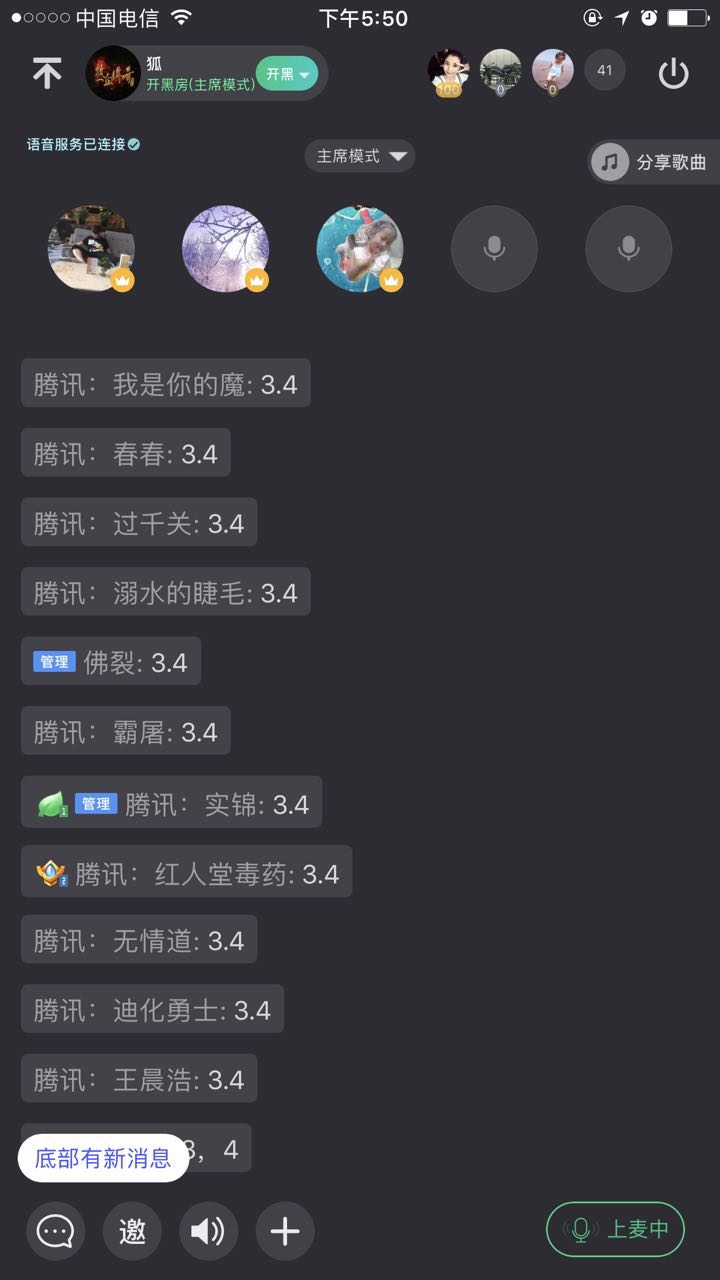 中国电信
下午5:50
狐
开黑房(主席模式)
开黑
100
0
0
41
语音服务已连接
主席模式
分享歌曲
腾讯：我是你的魔: 3.4
腾讯：春春: 3.4
腾讯：过千关: 3.4
腾讯：溺水的睫毛: 3.4
管理 佛裂: 3.4
腾讯：霸屠: 3.4
1 管理 腾讯：实锦: 3.4
2 腾讯：红人堂毒药: 3.4
腾讯：无情道: 3.4
腾讯：迪化勇士: 3.4
腾讯：王晨浩: 3.4
3，4
底部有新消息
邀
上麦中